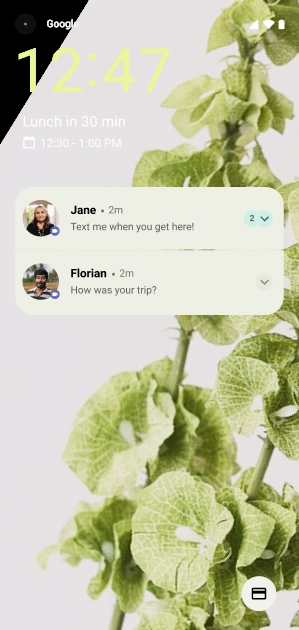 Google
12:47
Lunch in 30 min
12:30 - 1:00 PM
Jane • 2m
Text me when you get here!
2
Florian • 2m
How was your trip?